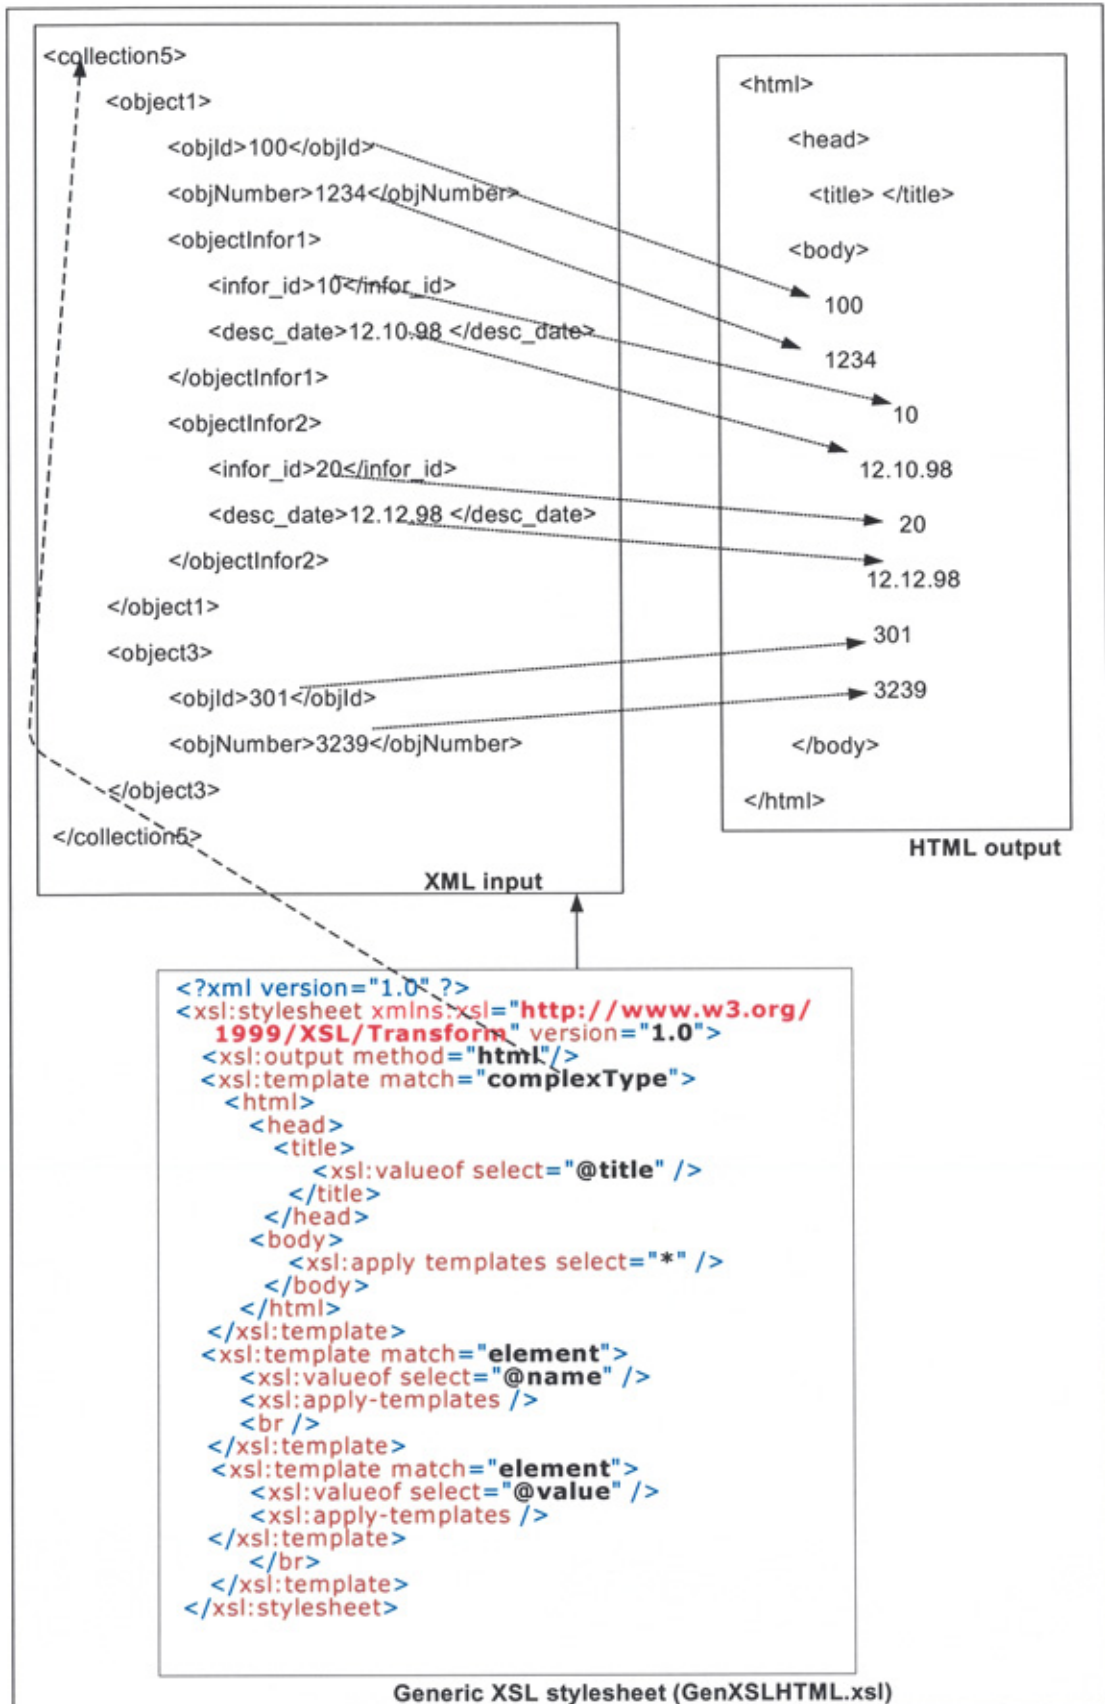 <collection5>
<object1>
<objId>100</objId>
<objNumber>1234</objNumber>
<objectInfor1>
<infor_id>10</infor_id>
<desc_date>12.10.98 </desc_date>
</objectInfor1>
<objectInfor2>
<infor_id>20</infor_id>
<desc_date>12.12.98 </desc_date>
</objectInfor2>
</object1>
<object3>
<objId>301</objId>
<objNumber>3239</objNumber>
</object3>
</collection5>
XML input
<html>
<head>
<title> </title>
<body>
100
1234
10
12.10.98
20
12.12.98
301
3239
</body>
</html>
HTML output
<?xml version="1.0" ?>
<xsl:stylesheet xmlns:xsl="http://www.w3.org/
1999/XSL/Transform" version="1.0">
<xsl:output method="html"/>
<xsl:template match="complexType">
<html>
<head>
<title>
<xsl:valueof select="@title" />
</title>
</head>
<body>
<xsl:apply templates select="*" />
</body>
</html>
</xsl:template>
<xsl:template match="element">
<xsl:valueof select="@name" />
<xsl:apply-templates />
<br />
</xsl:template>
<xsl:template match="element">
<xsl:valueof select="@value" />
<xsl:apply-templates />
</xsl:template>
</br>
</xsl:template>
</xsl:stylesheet>
Generic XSL stylesheet (GenXSLHTML.xsl)